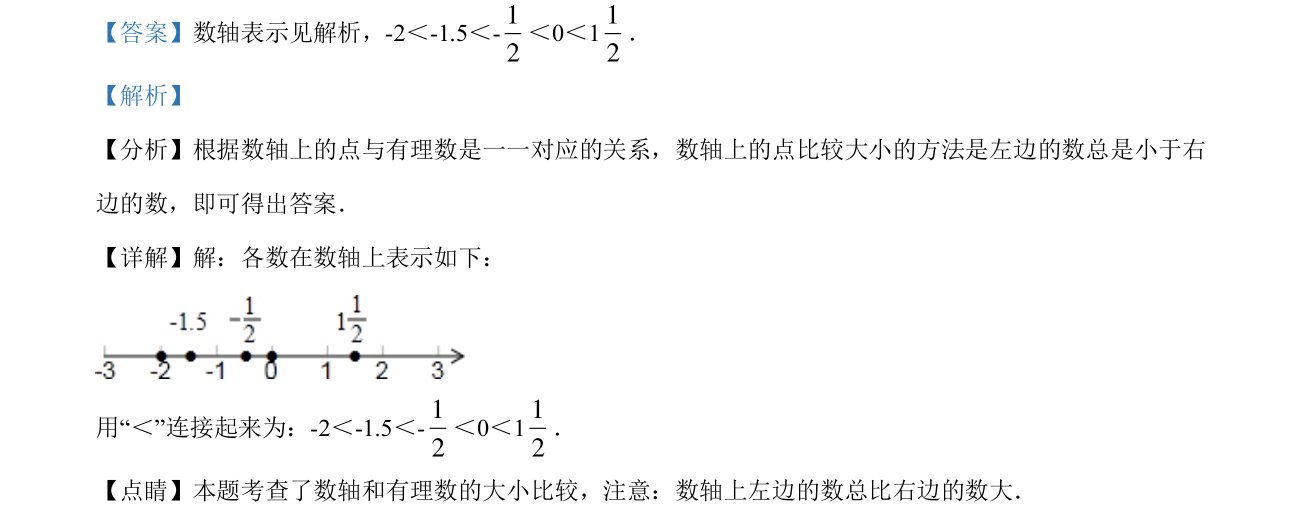 【答案】数轴表示见解析，-2＜-1.5＜-1/2＜0＜1 1/2．
【解析】
【分析】根据数轴上的点与有理数是一一对应的关系，数轴上的点比较大小的方法是左边的数总是小于右
边的数，即可得出答案．
【详解】解：各数在数轴上表示如下：
-1.5 -1/2 1 1/2
-3 -2 -1 0 1 2 3
用“＜”连接起来为：-2＜-1.5＜-1/2＜0＜1 1/2．
【点睛】本题考查了数轴和有理数的大小比较，注意：数轴上左边的数总比右边的数大．